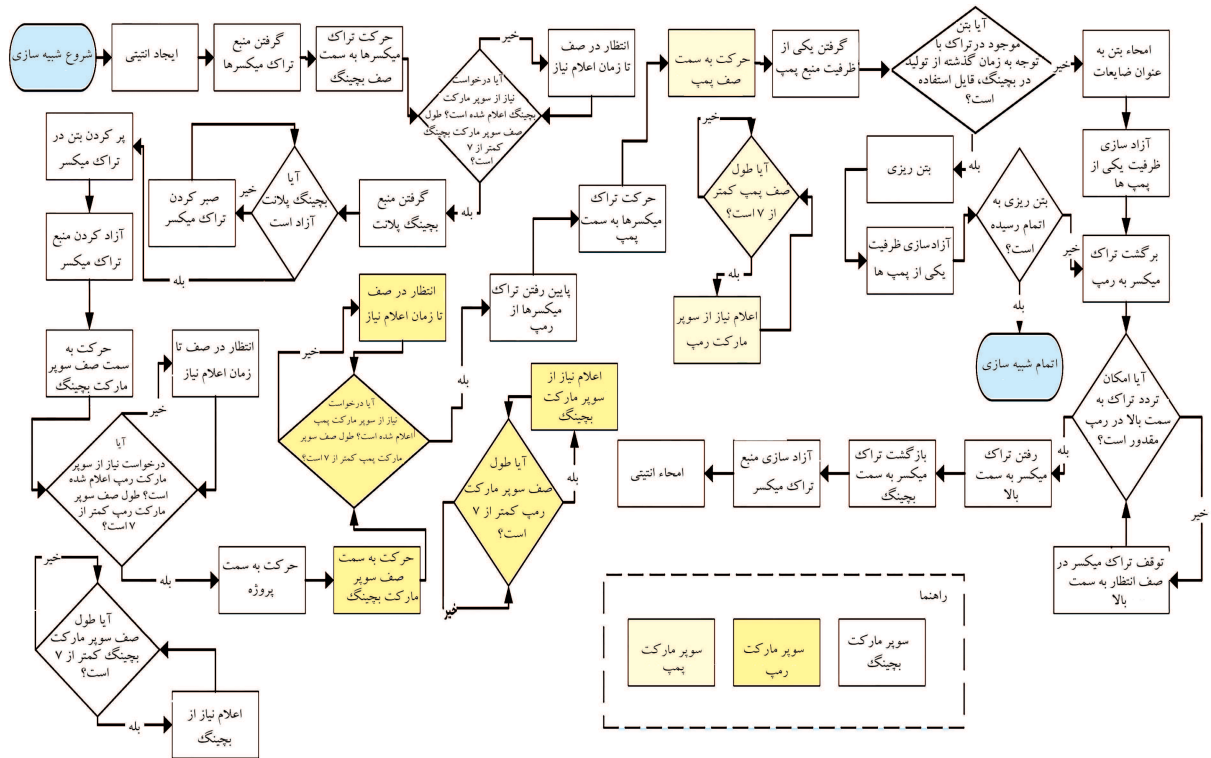 شروع شبیه سازی
ایجاد انتیتی
گرفتن منبع
تراک میکسرها
حرکت تراک
میکسرها به سمت
صف بچینگ
آیا درخواست
نیاز از سوپر مارکت
بچینگ اعلام شده است؟ طول
صف سوپر مارکت بچینگ
کمتر از ۷
است؟
خیر
انتظار در صف
تا زمان اعلام نیاز
بله
گرفتن منبع
بچینگ پلانت
آیا
بچینگ پلانت
آزاد است
خیر
صبر کردن
تراک میکسر
بله
پر کردن بتن در
تراک میکسر
آزاد کردن منبع
تراک میکسر
حرکت به
سمت صف سوپر
مارکت بچینگ
آیا
درخواست نیاز از سوپر
مارکت رمپ اعلام شده
است؟ طول صف سوپر
مارکت رمپ کمتر از
۷ است؟
خیر
انتظار در صف تا
زمان اعلام نیاز
بله
حرکت به سمت
پروژه
حرکت به سمت
صف سوپر
مارکت بچینگ
آیا درخواست
نیاز از سوپر مارکت پمپ
اعلام شده است؟ طول صف سوپر
مارکت پمپ کمتر از ۷ است؟
خیر
انتظار در صف
تا زمان اعلام نیاز
بله
پایین رفتن تراک
میکسرها از
رمپ
حرکت تراک
میکسرها به سمت
پمپ
حرکت به سمت
صف پمپ
گرفتن یکی از
ظرفیت منبع پمپ
آیا بتن
موجود در تراک با
توجه به زمان گذشته از تولید
در بچینگ، قایل استفاده
است؟
خیر
امحاء بتن به
عنوان ضایعات
آزاد سازی
ظرفیت یکی از
پمپ ها
برگشت تراک
میکسر به رمپ
بله
بتن ریزی
آزادسازی ظرفیت
یکی از پمپ ها
بتن ریزی به
اتمام رسیده
است؟
خیر
بله
اتمام شبیه سازی
آیا امکان
تردد تراک به
سمت بالا در رمپ
مقدور است؟
خیر
توقف تراک میکسر در
صف انتظار به سمت
بالا
بله
رفتن تراک
میکسر به سمت
بالا
بازگشت تراک
میکسر به سمت
بچینگ
آزاد سازی منبع
تراک میکسر
امحاء انتیتی
خیر
آیا طول
صف پمپ کمتر
از ۷ است؟
بله
اعلام نیاز از سوپر
مارکت رمپ
اعلام نیاز از
سوپر مارکت
بچینگ
بله
آیا طول
صف سوپر مارکت
رمپ کمتر از ۷
است؟
خیر
خیر
آیا طول
صف سوپر مارکت
بچینگ کمتر از ۷
است؟
بله
اعلام نیاز از
بچینگ
راهنما
سوپر مارکت
بچینگ
سوپر مارکت
رمپ
سوپر مارکت
پمپ